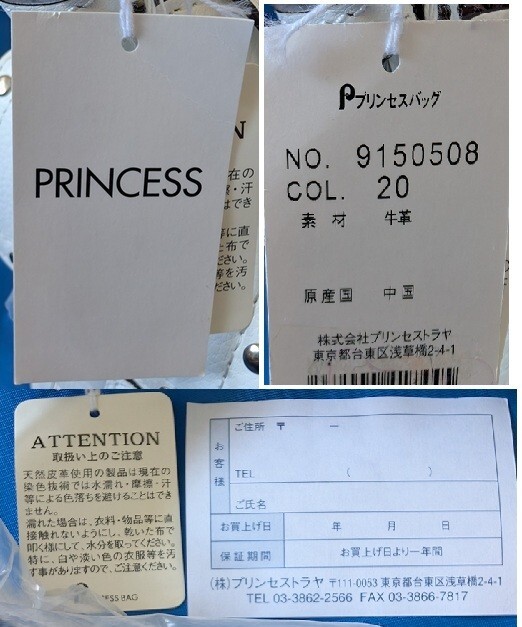 PRINCESS
N
在の
擦・汗
はでき
等に直
た布で
ださい。
等を汚
ださい。
Pプリンセスバッグ
NO. 9150508
COL. 20
素材 牛革
原産国 中国
株式会社プリンセストラヤ
東京都台東区浅草橋2-4-1
ATTENTION
取扱い上のご注意
天然皮革使用の製品は現在の
染色技術では水濡れ・摩擦・汗
等による色落ちを避けることはでき
ません。
濡れた場合は、衣料・物品等に直
接触れないようにし、乾いた布で
叩く様にして、水分を取ってください。
特に、白や淡い色の衣服等を汚
す事がありますので、ご注意ください。
ESS BAG
お客様
ご住所 〒 ー
TEL ( )
ご氏名
お買上げ日 年 月 日
保証期間 お買上げ日より一年間
(株)プリンセストラヤ 〒111-0053 東京都台東区浅草橋2-4-1
TEL 03-3862-2566 FAX 03-3866-7817